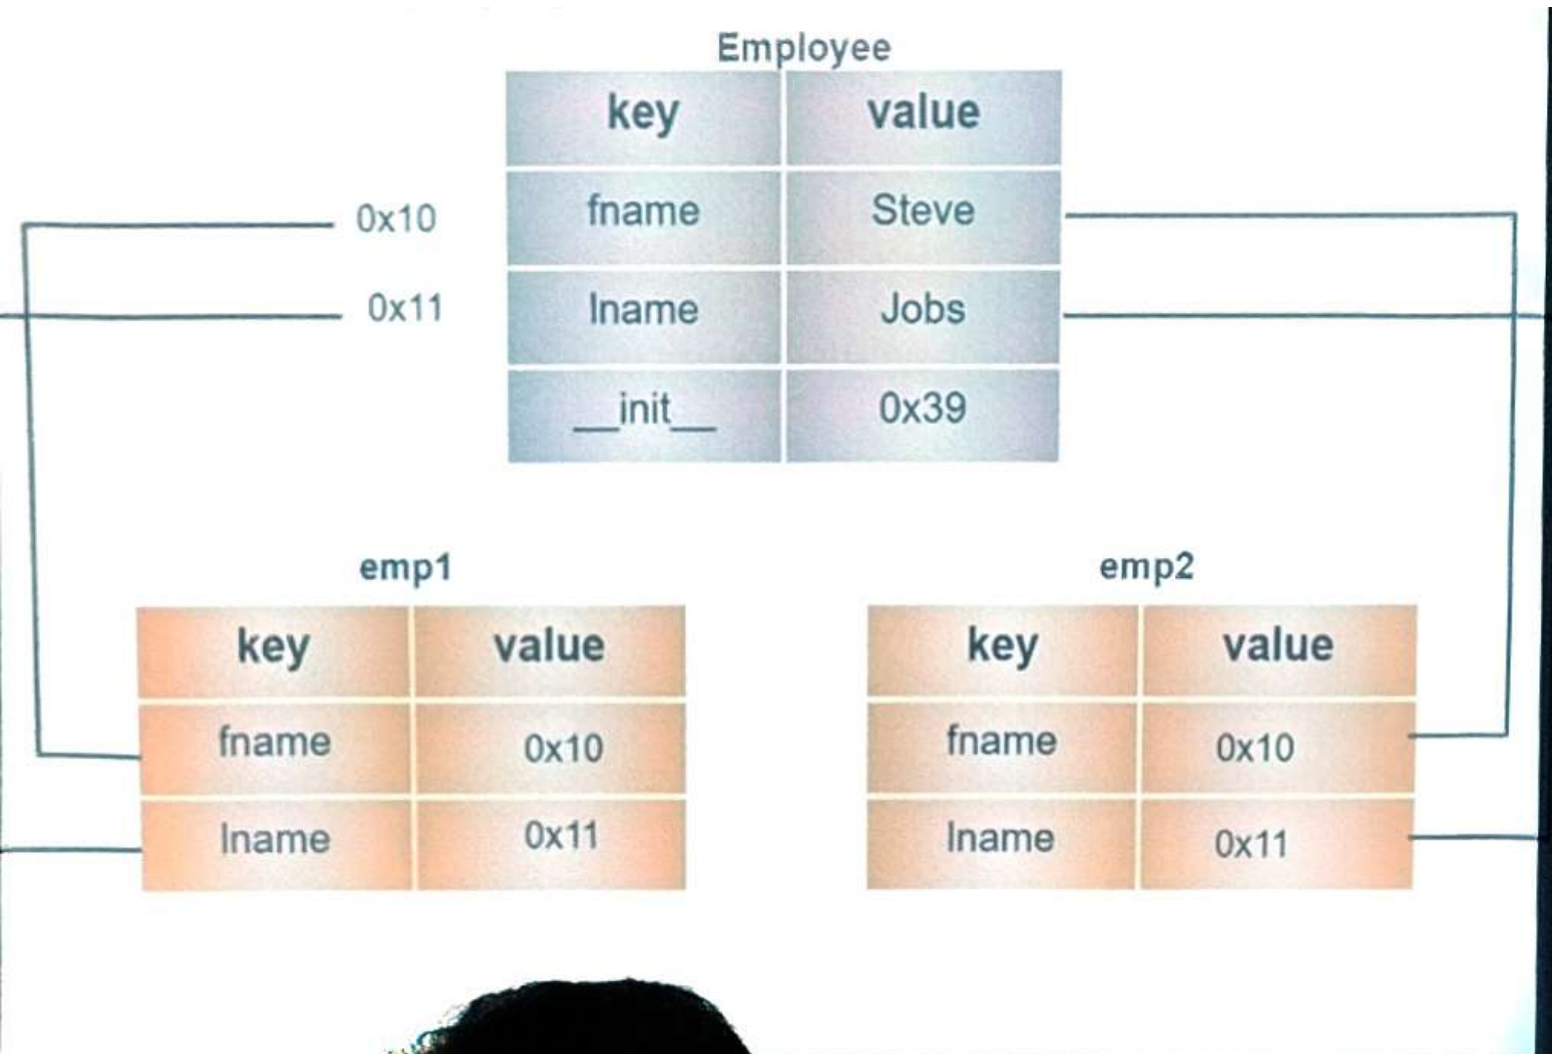 Employee
key value
0x10 fname Steve
0x11 lname Jobs
__init__ 0x39
emp1 emp2
key value key value
fname 0x10 fname 0x10
lname 0x11 lname 0x11